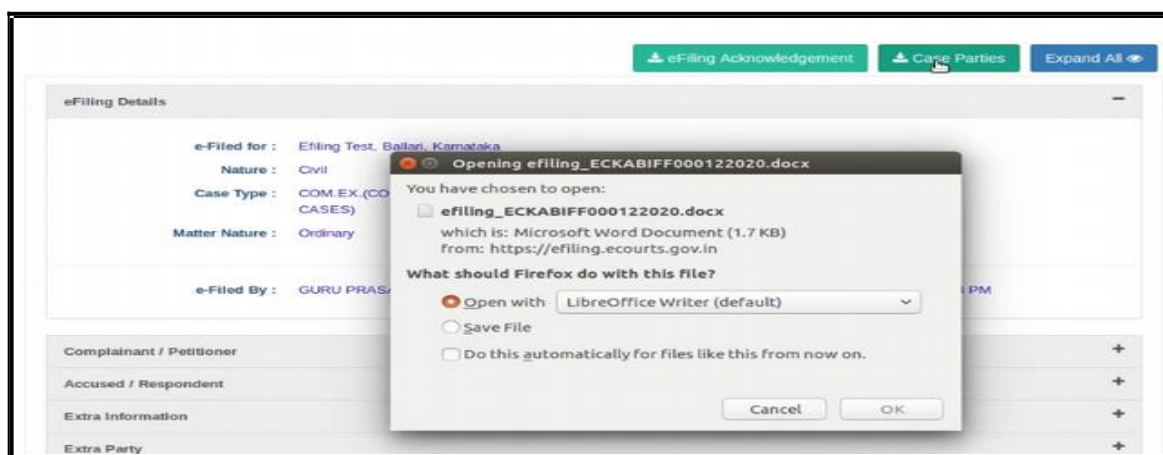 eFiling Acknowledgement Case Parties Expand All
eFiling Details
e-Filed for : Efiling Test, Ballari, Karnataka
Nature : Civil
Case Type : COM.EX.(CO
CASES)
Matter Nature : Ordinary
e-Filed By : GURU PRASA PM
Opening efiling_ECKABIFF000122020.docx
You have chosen to open:
efiling_ECKABIFF000122020.docx
which is: Microsoft Word Document (1.7 KB)
from: https://efiling.ecourts.gov.in
What should Firefox do with this file?
Open with LibreOffice Writer (default)
Save File
Do this automatically for files like this from now on.
Cancel OK
Complainant / Petitioner
Accused / Respondent
Extra Information
Extra Party